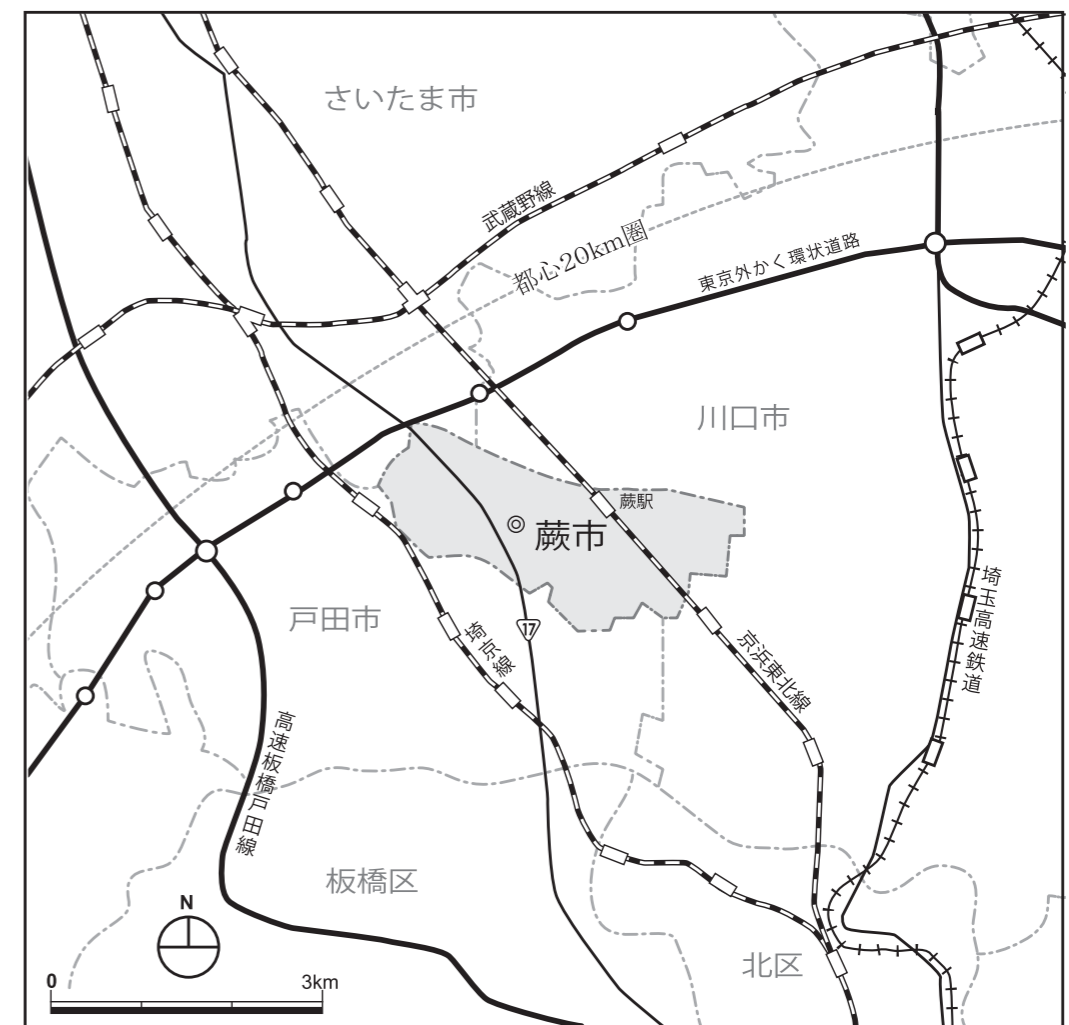 さいたま市
武蔵野線
都心20km圏
東京外かく環状道路
川口市
蕨駅
蕨市
戸田市
埼京線
17
京浜東北線
埼玉高速鉄道
高速板橋戸田線
板橋区
北区
N
0
3km